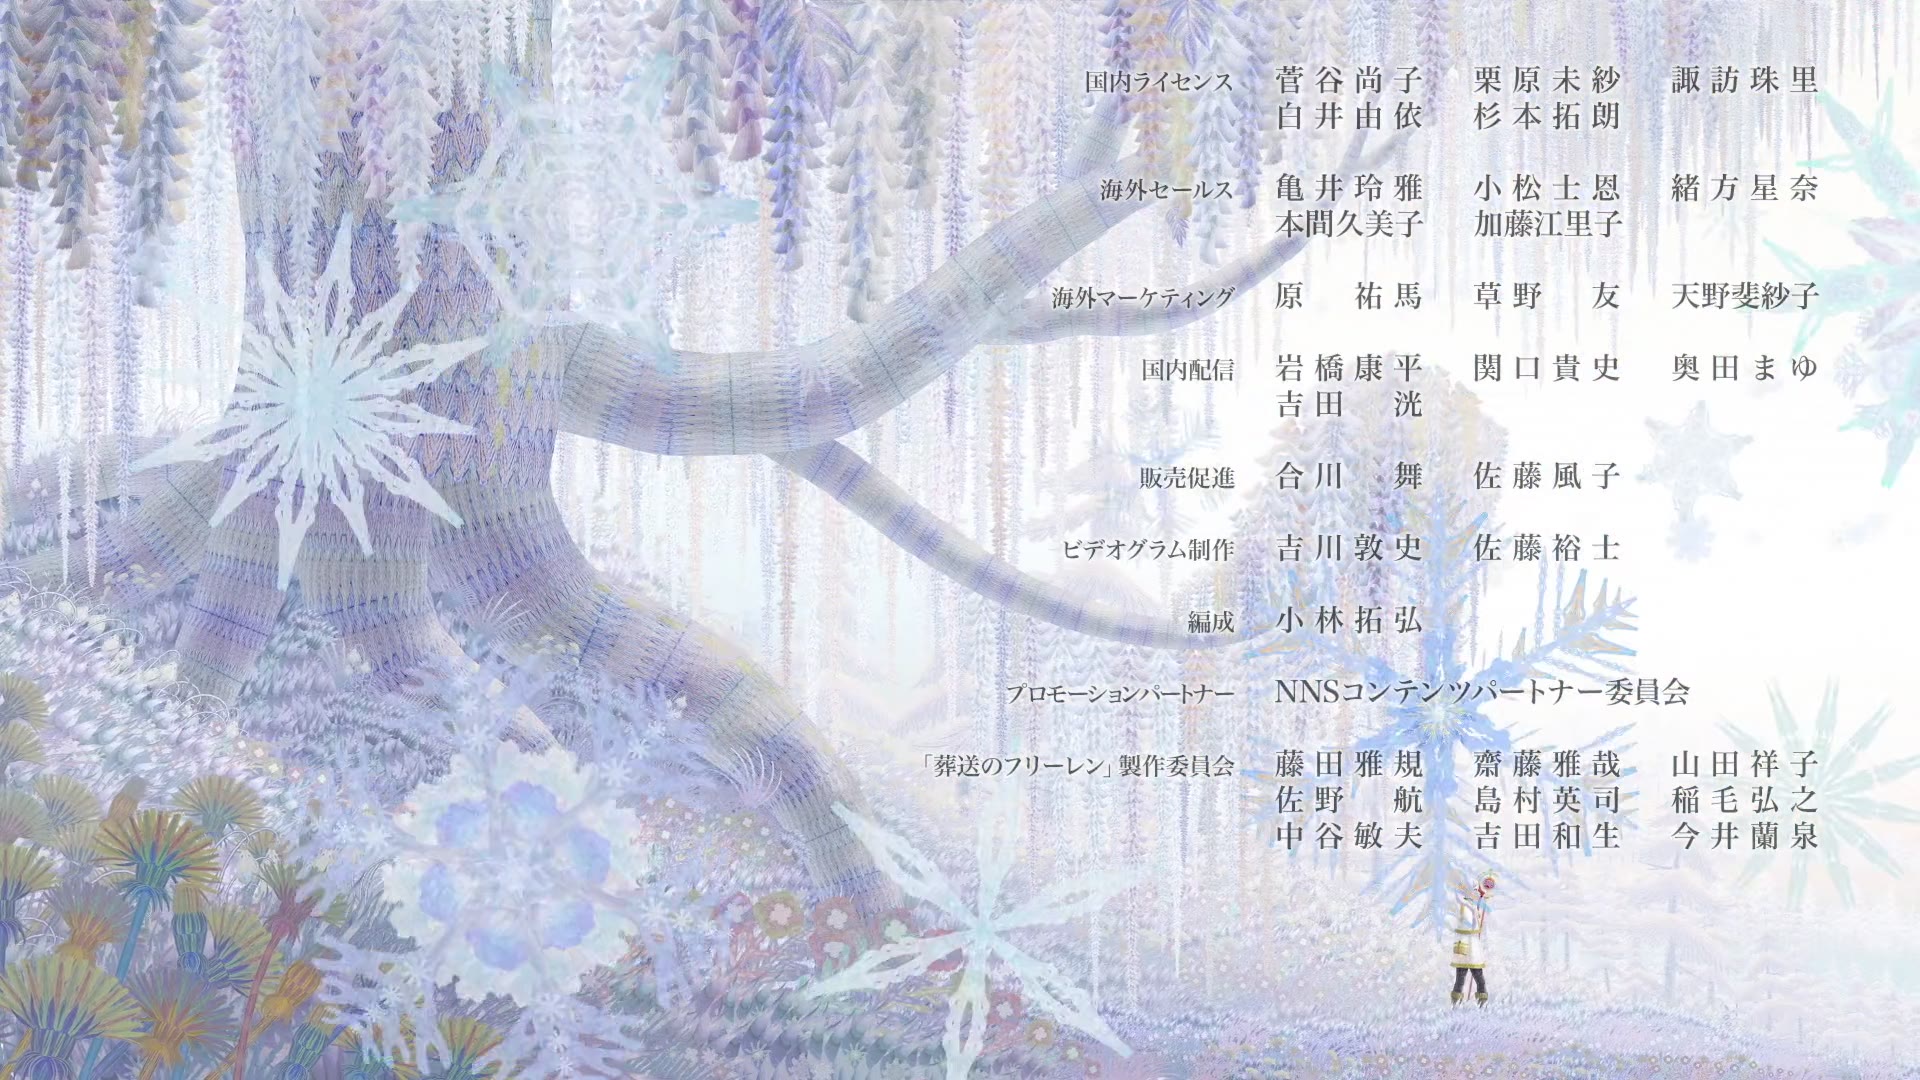 国内ライセンス 菅谷尚子 栗原未紗 諏訪珠里
白井由依 杉本拓朗
海外セールス 亀井玲雅 小松士恩 緒方星奈
本間久美子 加藤江里子
海外マーケティング 原 祐馬 草野 友 天野斐紗子
国内配信 岩橋康平 関口貴史 奥田まゆ
吉田 洸
販売促進 合川 舞 佐藤風子
ビデオグラム制作 吉川敦史 佐藤裕士
編成 小林拓弘
プロモーションパートナー NNSコンテンツパートナー委員会
「葬送のフリーレン」製作委員会 藤田雅規 齋藤雅哉 山田祥子
佐野 航 島村英司 稲毛弘之
中谷敏夫 吉田和生 今井蘭泉